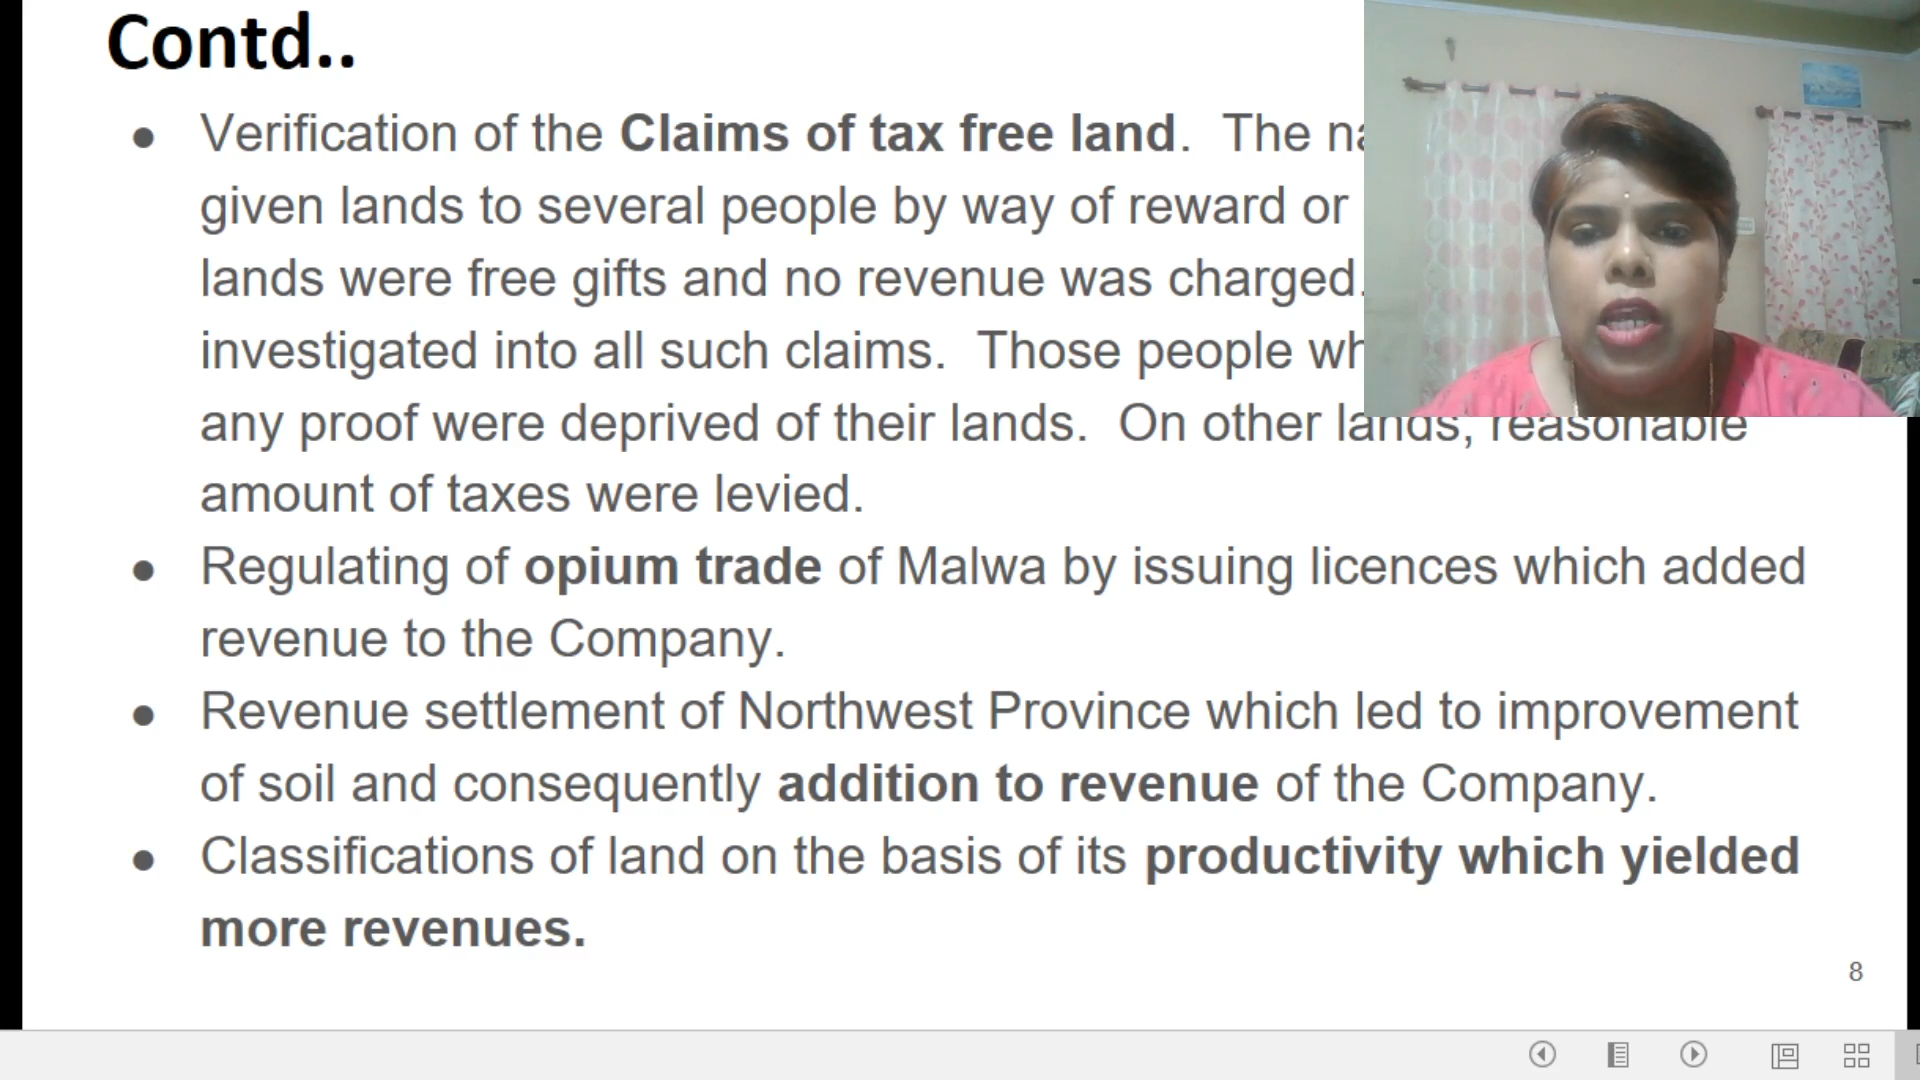 Contd..
● Verification of the Claims of tax free land. The
given lands to several people by way of reward or
lands were free gifts and no revenue was charged.
investigated into all such claims. Those people
any proof were deprived of their lands. On other lands, reasonable
amount of taxes were levied.
● Regulating of opium trade of Malwa by issuing licences which added
revenue to the Company.
● Revenue settlement of Northwest Province which led to improvement
of soil and consequently addition to revenue of the Company.
● Classifications of land on the basis of its productivity which yielded
more revenues.
8